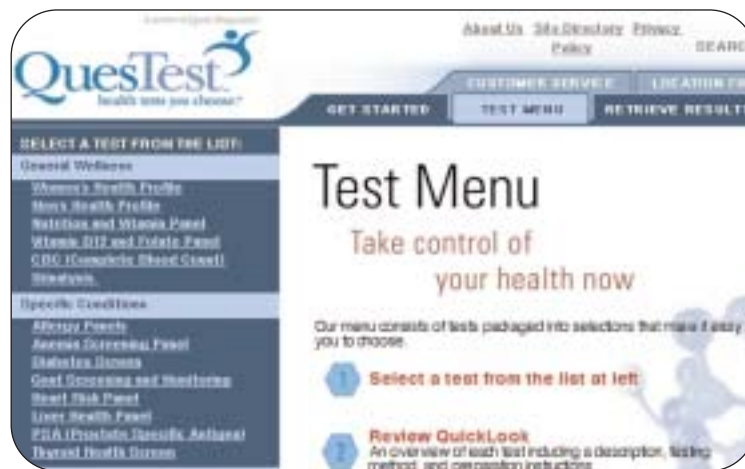 About Us Site Directory Privacy
Policy SEARC
QuesTest
health tests you choose
CUSTOMER SERVICE LOCATION FI
GET STARTED TEST MENU RETRIEVE RESULT
SELECT A TEST FROM THE LIST:
General Wellness
Women's Health Profile
Men's Health Profile
Nutrition and Vitamin Panel
Vitamin B12 and Folate Panel
CBC (Complete Blood Count)
Urinalysis
Specific Conditions
Allergy Panels
Anemia Screening Panel
Diabetes Screen
Gout Screening and Monitoring
Heart Risk Panel
Liver Health Panel
PSA (Prostate Specific Antigen)
Thyroid Health Screen
Test Menu
Take control of
your health now
Our menu consists of tests packaged into selections that make it easy
you to choose.
1 Select a test from the list at left
2 Review QuickLook
An overview of each test including a description, testing
method, and preparation instructions